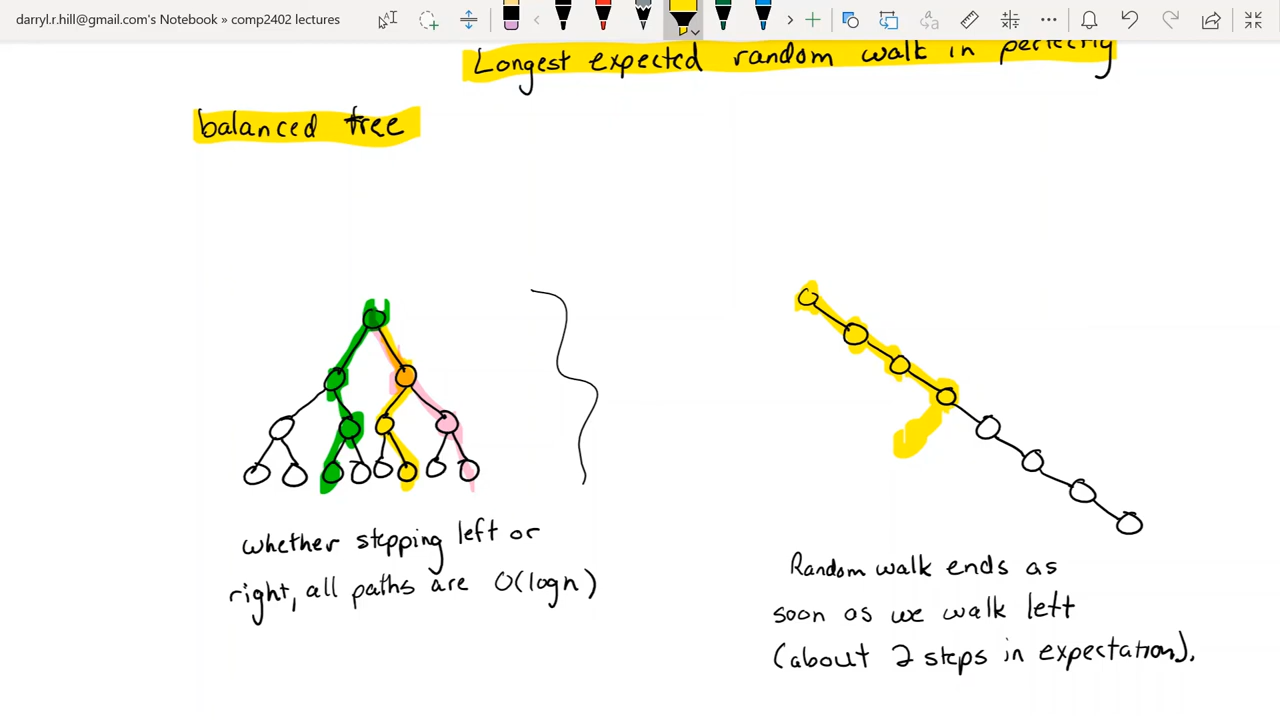 darryl.r.hill@gmail.com's Notebook » comp2402 lectures
Longest expected random walk in perfectly
balanced tree
whether stepping left or
right, all paths are O(logn)
Random walk ends as
soon as we walk left
(about 2 steps in expectation).